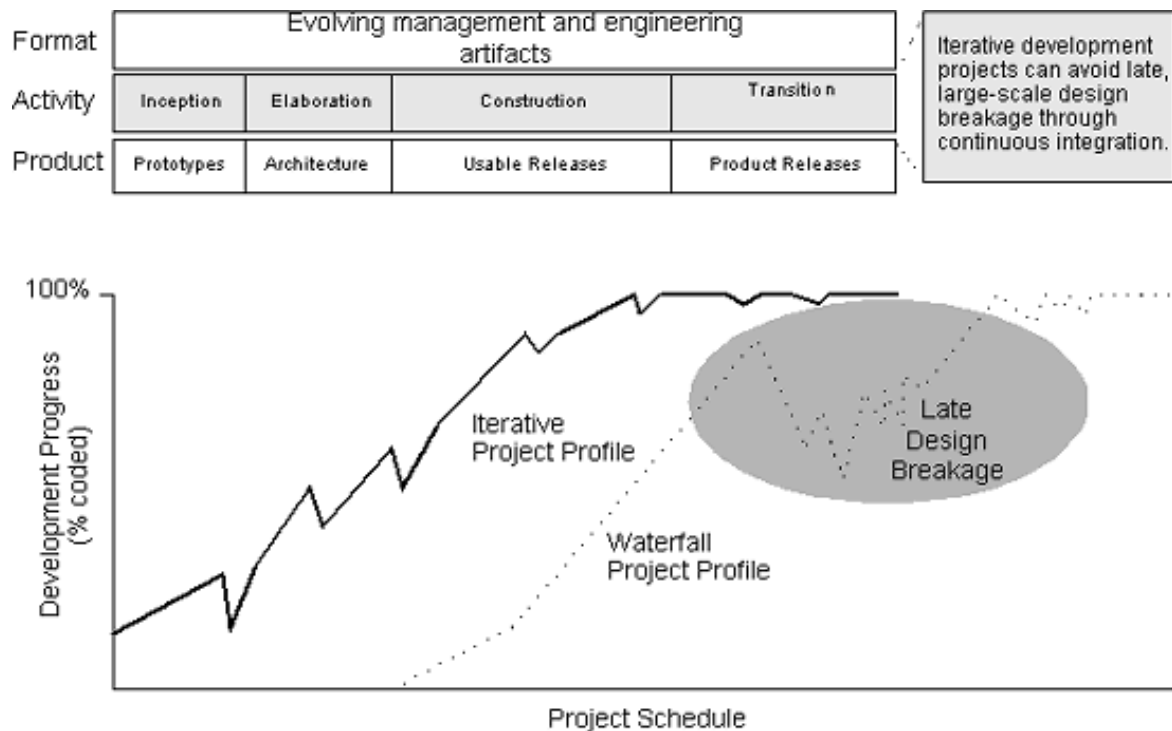 Format
Evolving management and engineering
artifacts
Activity
Inception
Elaboration
Construction
Transition
Product
Prototypes
Architecture
Usable Releases
Product Releases
Iterative development
projects can avoid late,
large-scale design
breakage through
continuous integration.
100%
Development Progress
(% coded)
Iterative
Project Profile
Waterfall
Project Profile
Late
Design
Breakage
Project Schedule